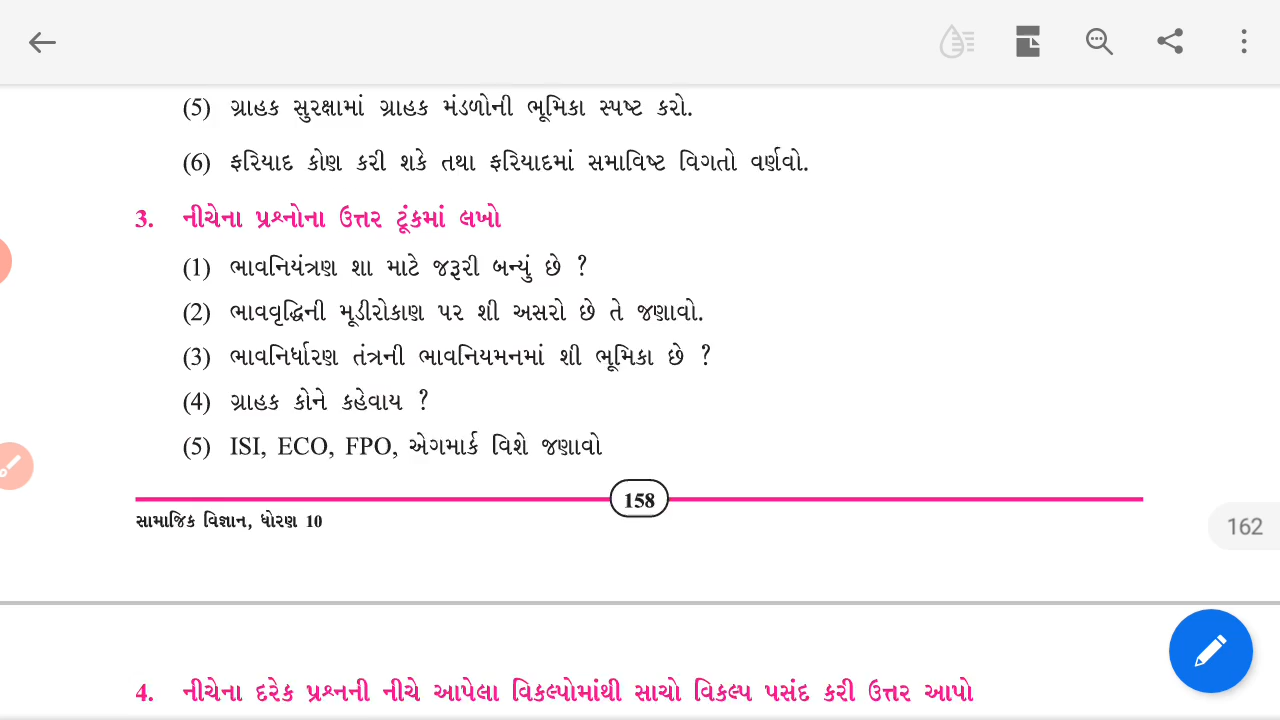 (5) ગ્રાહક સુરક્ષામાં ગ્રાહક મંડળોની ભૂમિકા સ્પષ્ટ કરો.
(6) ફરિયાદ કોણ કરી શકે તથા ફરિયાદમાં સમાવિષ્ટ વિગતો વર્ણવો.
3. નીચેના પ્રશ્નોના ઉત્તર ટૂંકમાં લખો
(1) ભાવનિયંત્રણ શા માટે જરૂરી બન્યું છે ?
(2) ભાવવૃદ્ધિની મૂડીરોકાણ પર શી અસરો છે તે જણાવો.
(3) ભાવનિર્ધારણ તંત્રની ભાવનિયમનમાં શી ભૂમિકા છે ?
(4) ગ્રાહક કોને કહેવાય ?
(5) ISI, ECO, FPO, એગમાર્ક વિશે જણાવો
158
સામાજિક વિજ્ઞાન, ધોરણ 10
162
4. નીચેના દરેક પ્રશ્નની નીચે આપેલા વિકલ્પોમાંથી સાચો વિકલ્પ પસંદ કરી ઉત્તર આપો